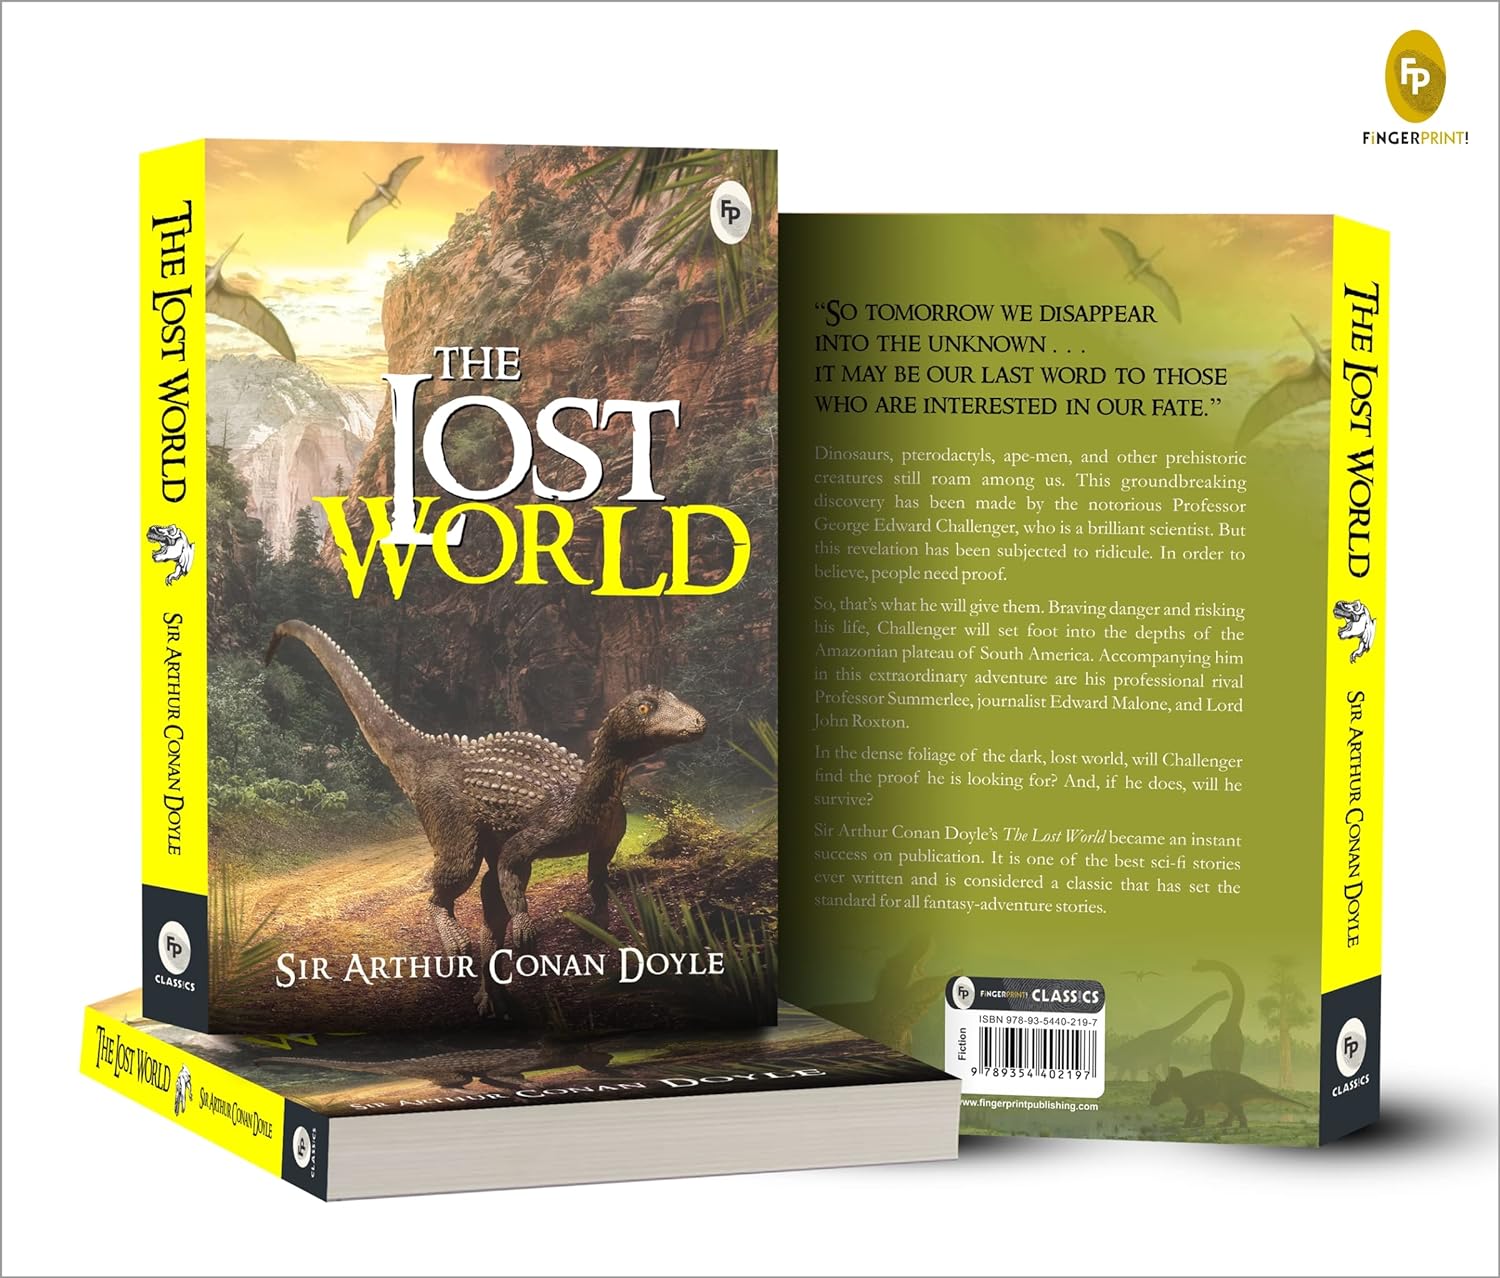 FP
FiNGERPRINT!
THE LOST WORLD
SIR ARTHUR CONAN DOYLE
FP
CLASSICS
FP
THE
LOST
WORLD
SIR ARTHUR CONAN DOYLE
“SO TOMORROW WE DISAPPEAR
INTO THE UNKNOWN . . .
IT MAY BE OUR LAST WORD TO THOSE
WHO ARE INTERESTED IN OUR FATE.”
Dinosaurs, pterodactyls, ape-men, and other prehistoric
creatures still roam among us. This groundbreaking
discovery has been made by the notorious Professor
George Edward Challenger, who is a brilliant scientist. But
this revelation has been subjected to ridicule. In order to
believe, people need proof.
So, that’s what he will give them. Braving danger and risking
his life, Challenger will set foot into the depths of the
Amazonian plateau of South America. Accompanying him
in this extraordinary adventure are his professional rival
Professor Summerlee, journalist Edward Malone, and Lord
John Roxton.
In the dense foliage of the dark, lost world, will Challenger
find the proof he is looking for? And, if he does, will he
survive?
Sir Arthur Conan Doyle’s The Lost World became an instant
success on publication. It is one of the best sci-fi stories
ever written and is considered a classic that has set the
standard for all fantasy-adventure stories.
FP FiNGERPRINT! CLASSICS
ISBN 978-93-5440-219-7
Fiction
9 789354 402197
www.fingerprintpublishing.com
THE LOST WORLD
SIR ARTHUR CONAN DOYLE
FP
CLASSICS
THE LOST WORLD
SIR ARTHUR CONAN DOYLE
FP
CLASSICS
SIR ARTHUR CONAN DOYLE